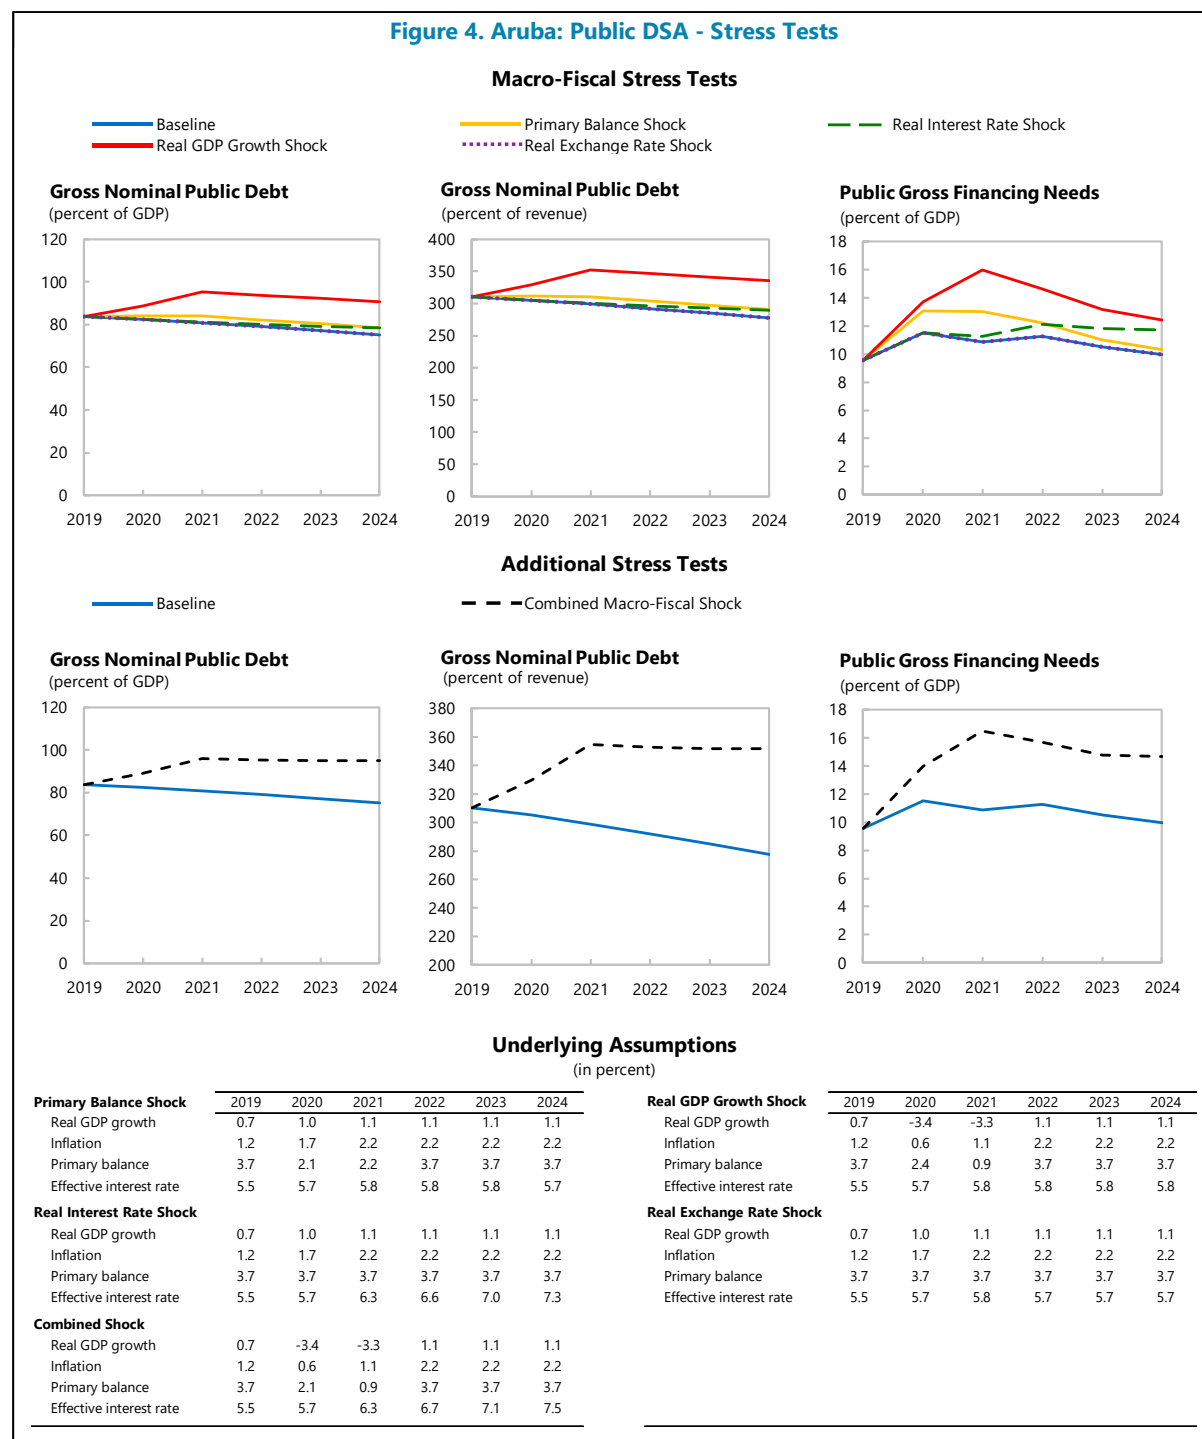 Figure 4. Aruba: Public DSA - Stress Tests
Macro-Fiscal Stress Tests
Baseline
Primary Balance Shock
Real Interest Rate Shock
Real GDP Growth Shock
Real Exchange Rate Shock
Gross Nominal Public Debt
(percent of GDP)
120
100
80
60
40
20
0
2019 2020 2021 2022 2023 2024
Gross Nominal Public Debt
(percent of revenue)
400
350
300
250
200
150
100
50
0
2019 2020 2021 2022 2023 2024
Public Gross Financing Needs
(percent of GDP)
18
16
14
12
10
8
6
4
2
0
2019 2020 2021 2022 2023 2024
Additional Stress Tests
Baseline
Combined Macro-Fiscal Shock
Gross Nominal Public Debt
(percent of GDP)
120
100
80
60
40
20
0
2019 2020 2021 2022 2023 2024
Gross Nominal Public Debt
(percent of revenue)
380
360
340
320
300
280
260
240
220
200
2019 2020 2021 2022 2023 2024
Public Gross Financing Needs
(percent of GDP)
18
16
14
12
10
8
6
4
2
0
2019 2020 2021 2022 2023 2024
Underlying Assumptions
(in percent)
Primary Balance Shock 2019 2020 2021 2022 2023 2024
Real GDP growth 0.7 1.0 1.1 1.1 1.1 1.1
Inflation 1.2 1.7 2.2 2.2 2.2 2.2
Primary balance 3.7 2.1 2.2 3.7 3.7 3.7
Effective interest rate 5.5 5.7 5.8 5.8 5.8 5.7
Real Interest Rate Shock
Real GDP growth 0.7 1.0 1.1 1.1 1.1 1.1
Inflation 1.2 1.7 2.2 2.2 2.2 2.2
Primary balance 3.7 3.7 3.7 3.7 3.7 3.7
Effective interest rate 5.5 5.7 6.3 6.6 7.0 7.3
Combined Shock
Real GDP growth 0.7 -3.4 -3.3 1.1 1.1 1.1
Inflation 1.2 0.6 1.1 2.2 2.2 2.2
Primary balance 3.7 2.1 0.9 3.7 3.7 3.7
Effective interest rate 5.5 5.7 6.3 6.7 7.1 7.5
Real GDP Growth Shock 2019 2020 2021 2022 2023 2024
Real GDP growth 0.7 -3.4 -3.3 1.1 1.1 1.1
Inflation 1.2 0.6 1.1 2.2 2.2 2.2
Primary balance 3.7 2.4 0.9 3.7 3.7 3.7
Effective interest rate 5.5 5.7 5.8 5.8 5.8 5.8
Real Exchange Rate Shock
Real GDP growth 0.7 1.0 1.1 1.1 1.1 1.1
Inflation 1.2 1.7 2.2 2.2 2.2 2.2
Primary balance 3.7 3.7 3.7 3.7 3.7 3.7
Effective interest rate 5.5 5.7 5.8 5.7 5.7 5.7